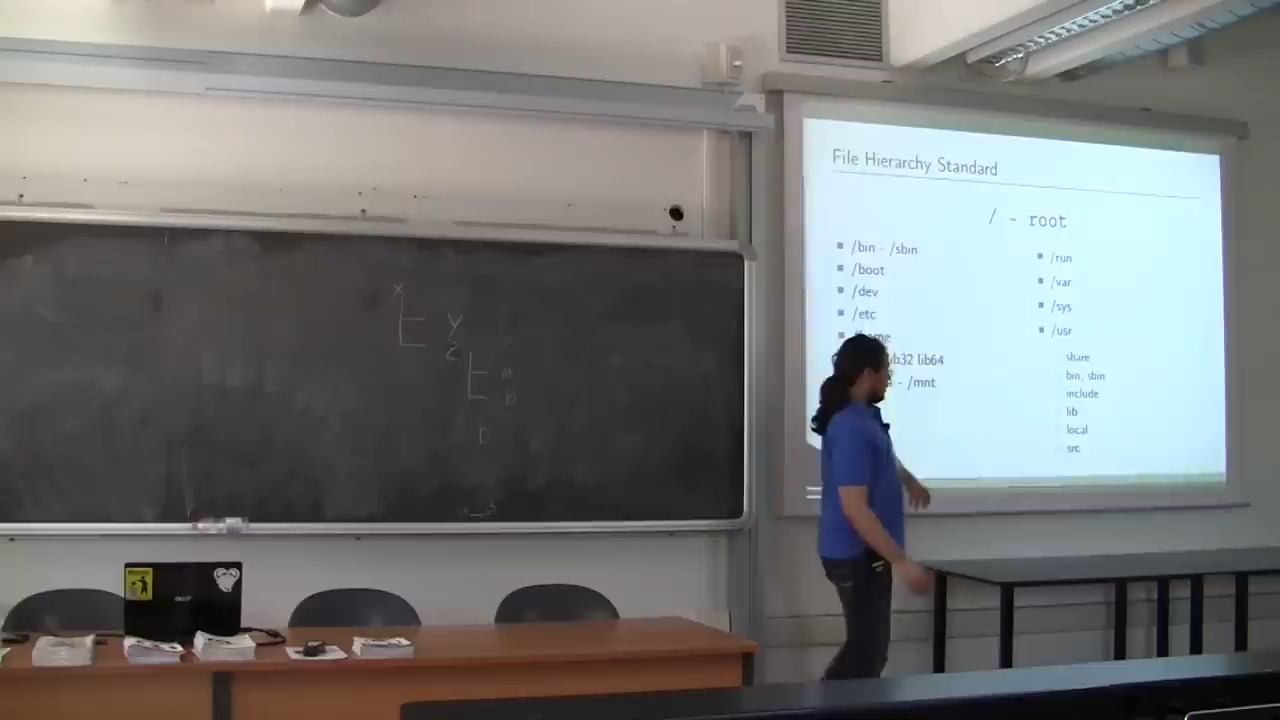 x
y
z
a
b
b
File Hierarchy Standard
/ - root
/bin - /sbin
/boot
/dev
/etc
lib32 lib64
- /mnt
/run
/var
/sys
/usr
share
bin, sbin
include
lib
local
src
acer